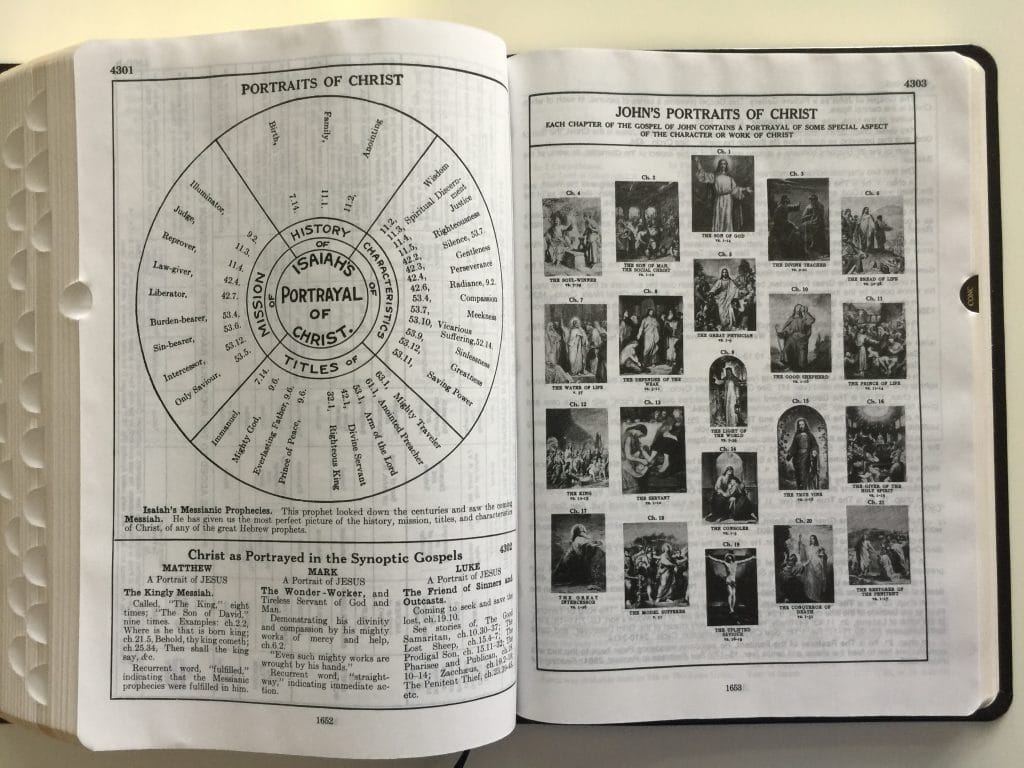 4301
PORTRAITS OF CHRIST
Birth,
Family,
Anointing
7.14.
11.1.
11.2,
HISTORY
OF
Wisdom
11.2,
Spiritual Discern-
ment
11.3,
Justice
11.4,
Righteousness
11.5,
Silence, 53.7.
42.2,
Gentleness
42.3,
Perseverance
42.4,
Radiance, 9.2.
42.6,
Compassion
53.4,
Meekness
53.7,
Vicarious
Suffering, 52.14.
53.10,
Sinlessness
53.9,
Greatness
53.12,
Saving Power
53.11,
CHARACTERISTICS
OF
Mighty Traveler
63.1,
Anointed Preacher
61.1,
Arm of the Lord
53.1,
Divine Servant
42.1,
Righteous King
32.1,
Prince of Peace, 9.6.
Everlasting Father, 9.6.
Mighty God, 9.6.
Immanuel, 7.14.
TITLES OF
Only Saviour, 53.5.
Intercessor, 53.12.
Sin-bearer, 53.6.
Burden-bearer, 53.4.
Liberator, 42.7.
Law-giver, 42.4.
Reprover, 11.4.
Judge, 11.3.
Illuminator, 9.2.
MISSION
OF
ISAIAH'S
PORTRAYAL
OF
CHRIST.
Isaiah's Messianic Prophecies. This prophet looked down the centuries and saw the coming
Messiah. He has given us the most perfect picture of the history, mission, titles, and characteristics
of Christ, of any of the great Hebrew prophets.
Christ as Portrayed in the Synoptic Gospels
4302
MATTHEW
A Portrait of JESUS
The Kingly Messiah.
Called, "The King," eight
times; "The Son of David,"
nine times. Examples: ch.2.2,
Where is he that is born king;
ch.21.5, Behold, thy king cometh;
ch.25.34, Then shall the king
say, &c.
Recurrent word, "fulfilled,"
indicating that the Messianic
prophecies were fulfilled in him.
MARK
A Portrait of JESUS
The Wonder-Worker, and
Tireless Servant of God and
Man.
Demonstrating his divinity
and compassion by his mighty
works of mercy and help,
ch.6.2.
"Even such mighty works are
wrought by his hands."
Recurrent word, "straight-
way," indicating immediate ac-
tion.
LUKE
A Portrait of JESUS
The Friend of Sinners and
Outcasts.
Coming to seek and save the
lost, ch.19.10.
See stories of The Good
Samaritan, ch.10.30-37; The
Lost Sheep, ch.15.4-7; The
Prodigal Son, ch. 15.11-32; The
Pharisee and Publican,
10-14; Zacchæus,
The Penitent Thief,
etc.
1652
4303
JOHN'S PORTRAITS OF CHRIST
EACH CHAPTER OF THE GOSPEL OF JOHN CONTAINS A PORTRAYAL OF SOME SPECIAL ASPECT
OF THE CHARACTER OR WORK OF CHRIST
Ch. 1
THE SON OF GOD
Ch. 2
THE SON OF MAN,
THE SOCIAL CHRIST
Ch. 3
THE DIVINE TEACHER
Ch. 4
THE SOUL-WINNER
Ch. 5
THE GREAT PHYSICIAN
Ch. 6
THE BREAD OF LIFE
Ch. 7
THE WATER OF LIFE
Ch. 8
THE DEFENDER OF THE
WEAK
Ch. 9
THE LIGHT OF
THE WORLD
Ch. 10
THE GOOD SHEPHERD
Ch. 11
THE PRINCE OF LIFE
Ch. 12
THE KING
Ch. 13
THE SERVANT
Ch. 14
THE CONSOLER
Ch. 15
THE TRUE VINE
Ch. 16
THE GIVER OF THE
HOLY SPIRIT
Ch. 17
THE GREAT
INTERCESSOR
Ch. 18
THE MODEL SUFFERER
Ch. 19
THE UPLIFTED
SAVIOUR
Ch. 20
THE CONQUEROR OF
DEATH
Ch. 21
THE RESTORER OF
THE PENITENT
1653
CONC